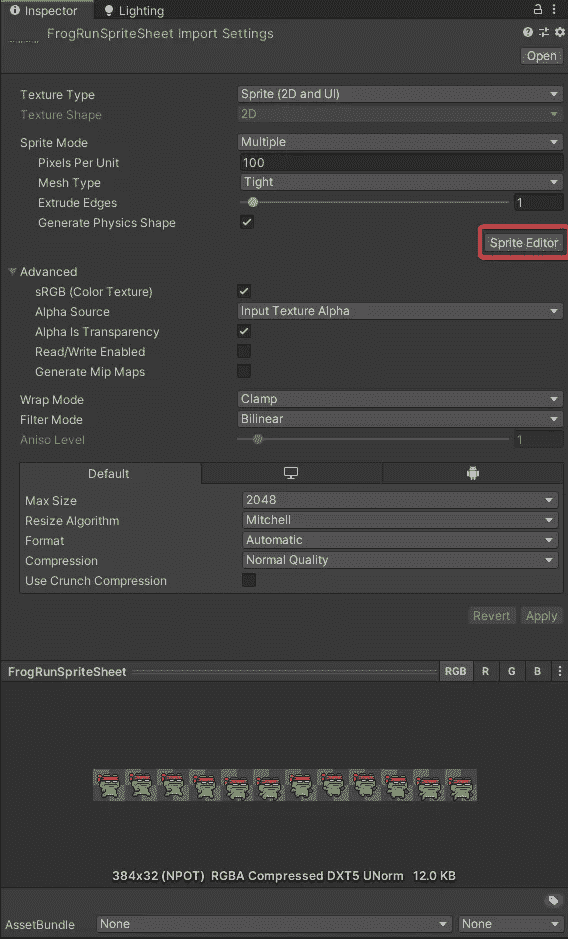 Inspector
Lighting
FrogRunSpriteSheet Import Settings
Open
Texture Type Sprite (2D and UI)
Texture Shape 2D
Sprite Mode Multiple
Pixels Per Unit 100
Mesh Type Tight
Extrude Edges 1
Generate Physics Shape
Sprite Editor
Advanced
sRGB (Color Texture)
Alpha Source Input Texture Alpha
Alpha Is Transparency
Read/Write Enabled
Generate Mip Maps
Wrap Mode Clamp
Filter Mode Bilinear
Aniso Level 1
Default
Max Size 2048
Resize Algorithm Mitchell
Format Automatic
Compression Normal Quality
Use Crunch Compression
Revert Apply
FrogRunSpriteSheet RGB R G B
384x32 (NPOT) RGBA Compressed DXT5 UNorm 12.0 KB
AssetBundle None None